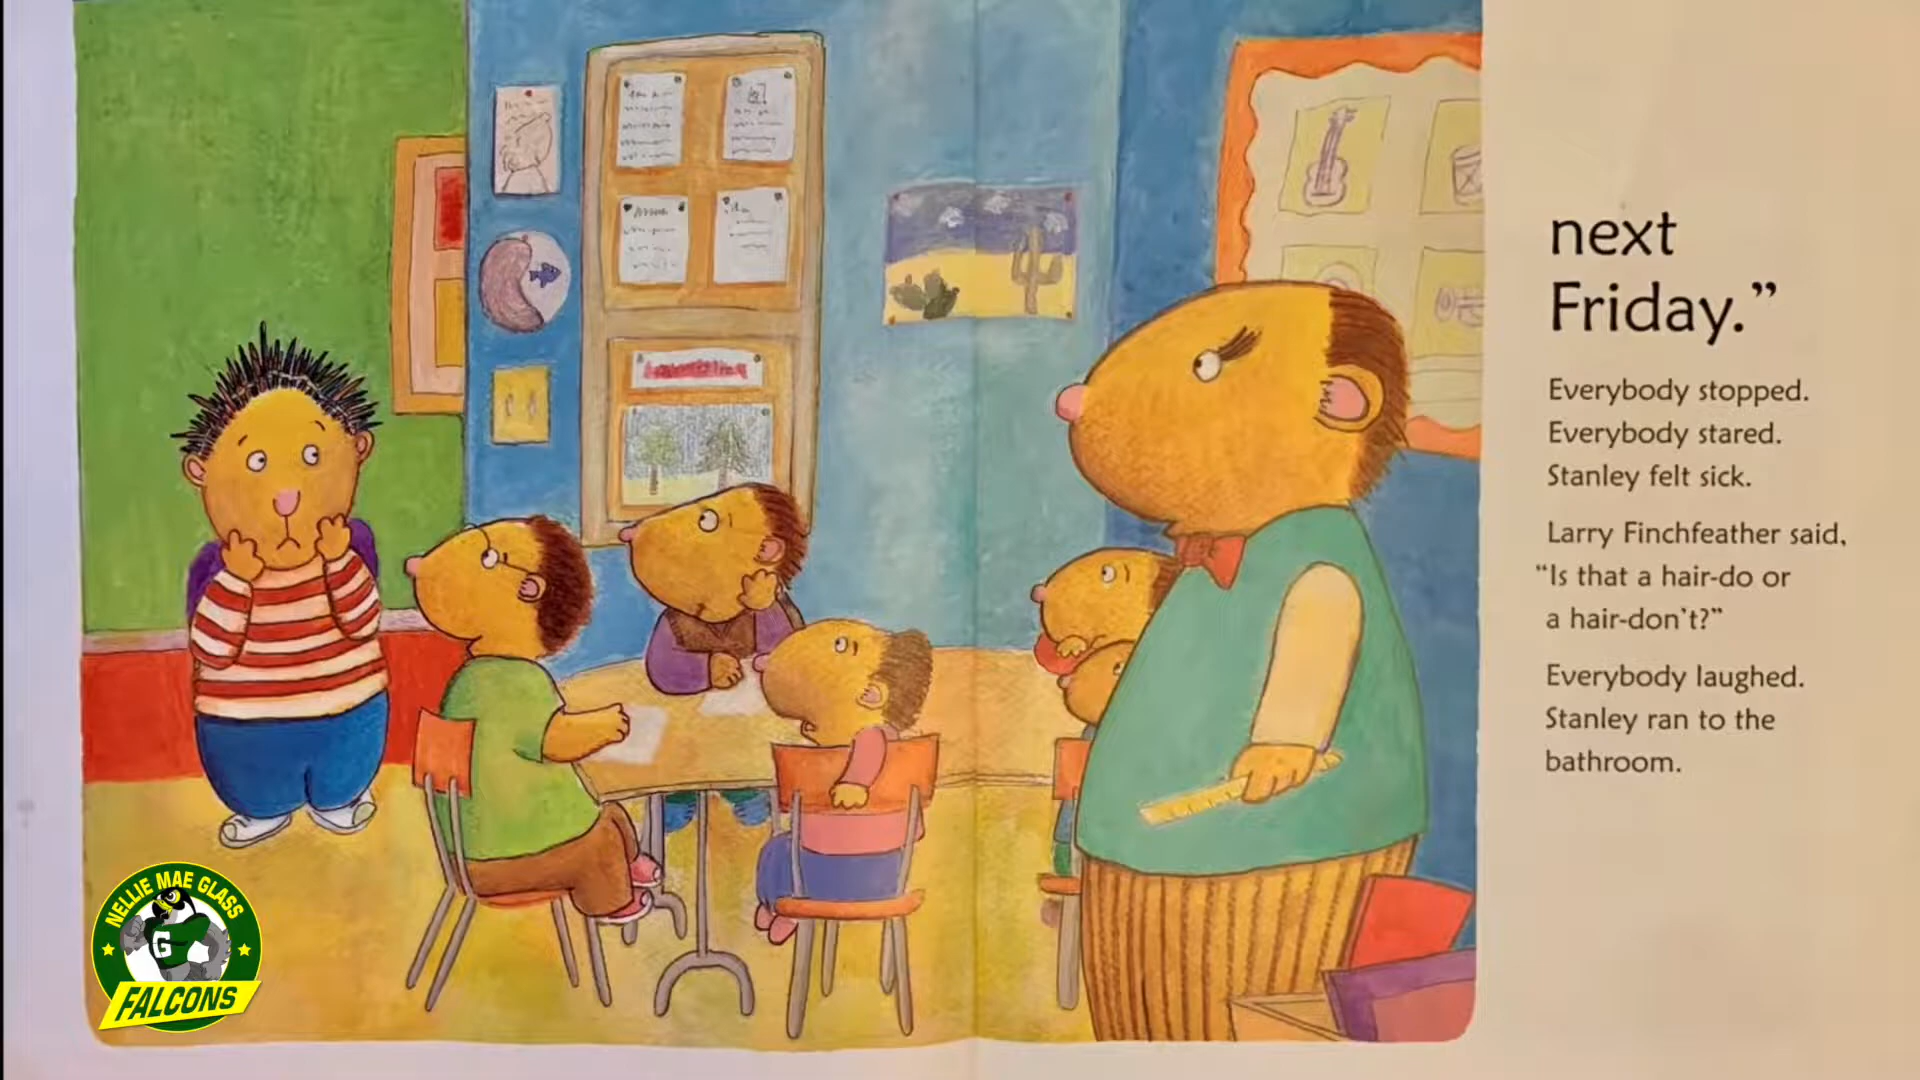 next
Friday.”
Everybody stopped.
Everybody stared.
Stanley felt sick.
Larry Finchfeather said,
“Is that a hair-do or
a hair-don’t?”
Everybody laughed.
Stanley ran to the
bathroom.
NELLIE MAE GLASS
G
FALCONS